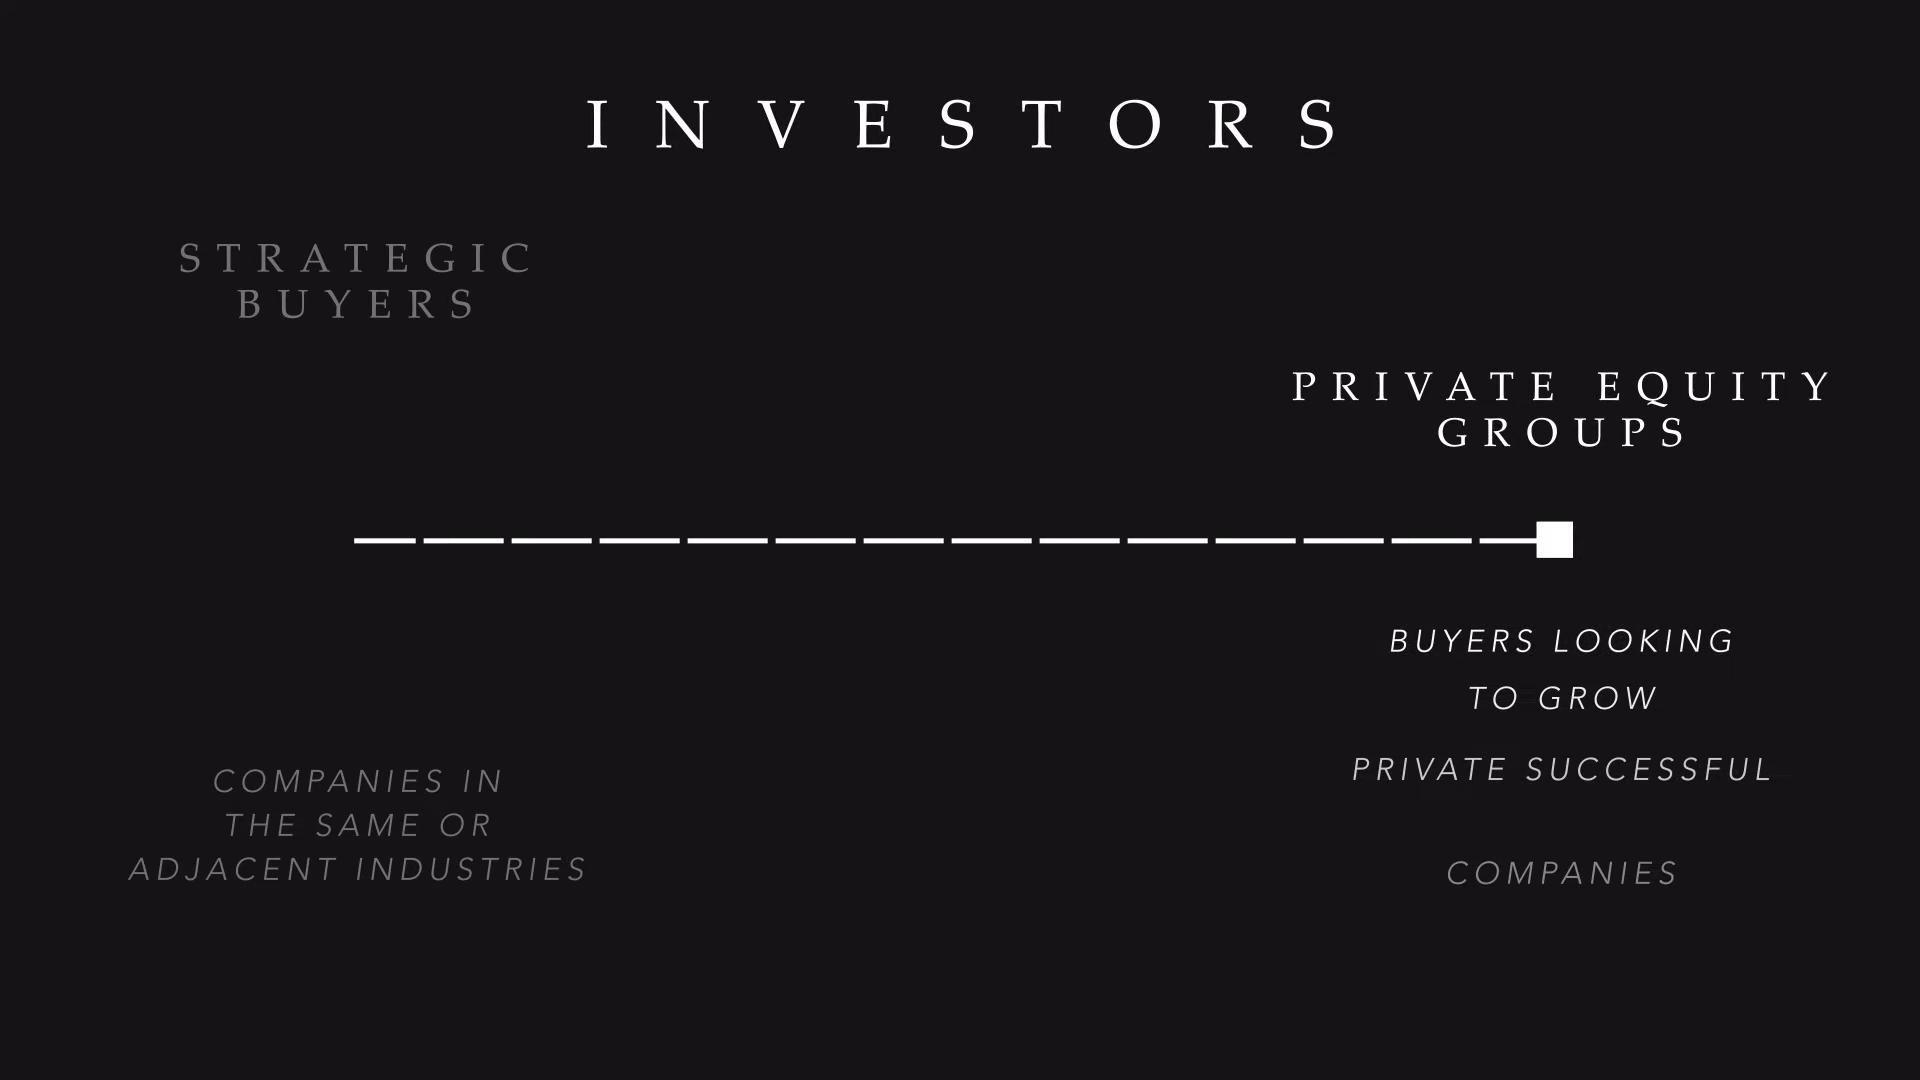 INVESTORS
STRATEGIC
BUYERS
PRIVATE EQUITY
GROUPS
BUYERS LOOKING
TO GROW
PRIVATE SUCCESSFUL
COMPANIES
COMPANIES IN
THE SAME OR
ADJACENT INDUSTRIES